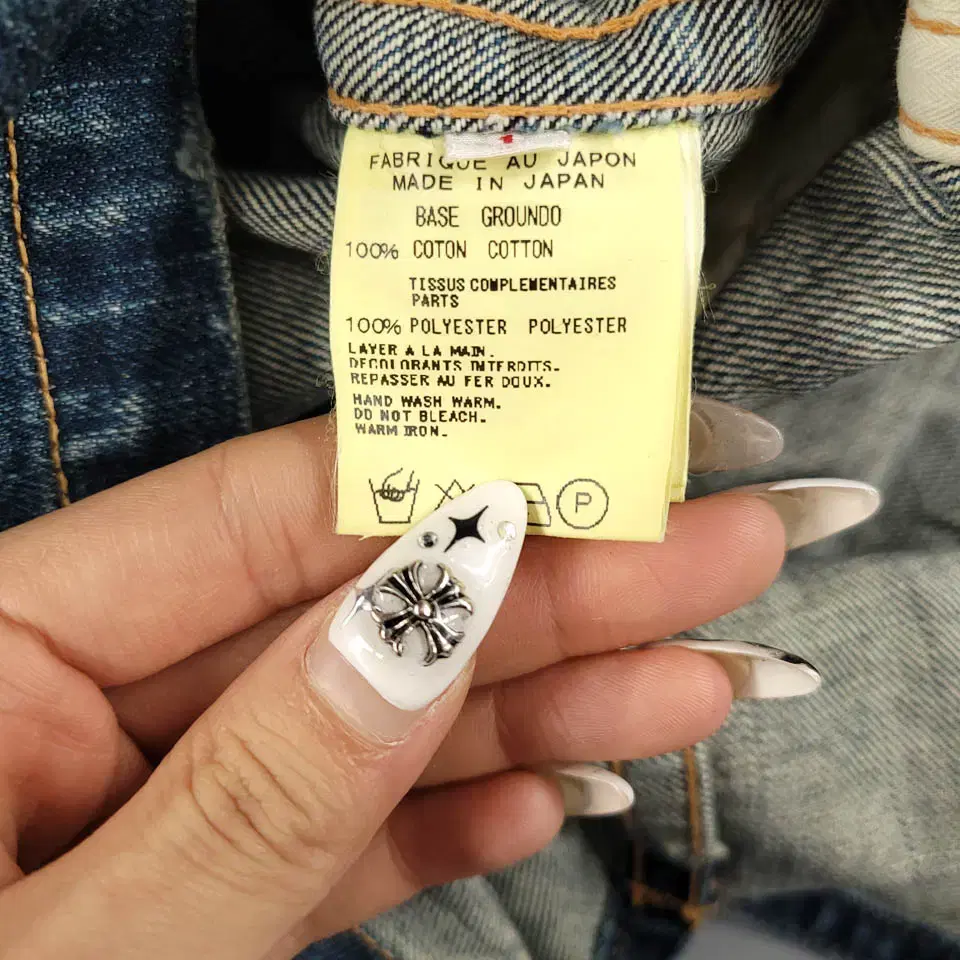 FABRIQUE AU JAPON
MADE IN JAPAN
BASE GROUNDO
100% COTON COTTON
TISSUS COMPLEMENTAIRES
PARTS
100% POLYESTER POLYESTER
LAVER A LA MAIN.
DECOLORANTS INTERDITS.
REPASSER AU FER DOUX.
HAND WASH WARM.
DO NOT BLEACH.
WARM IRON.
P